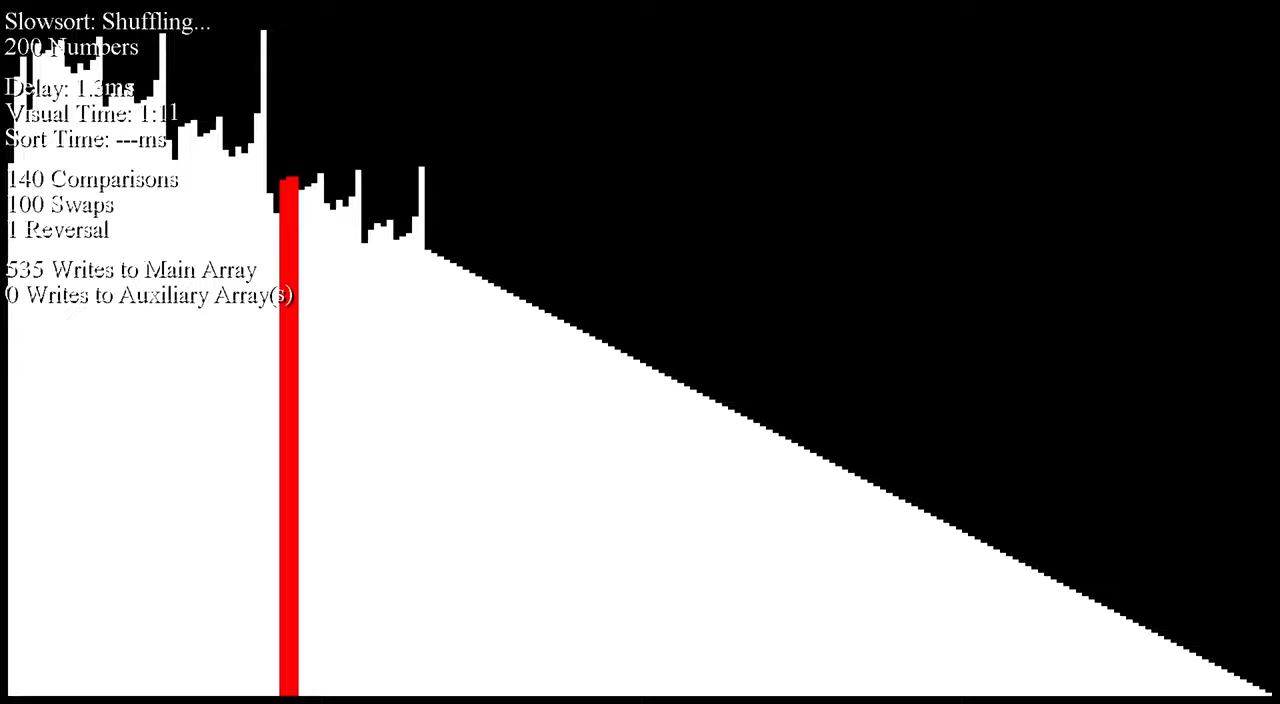 Slowsort: Shuffling...
200 Numbers
Delay: 1.3ms
Visual Time: 1:11
Sort Time: ---ms
140 Comparisons
100 Swaps
1 Reversal
535 Writes to Main Array
0 Writes to Auxiliary Array(s)